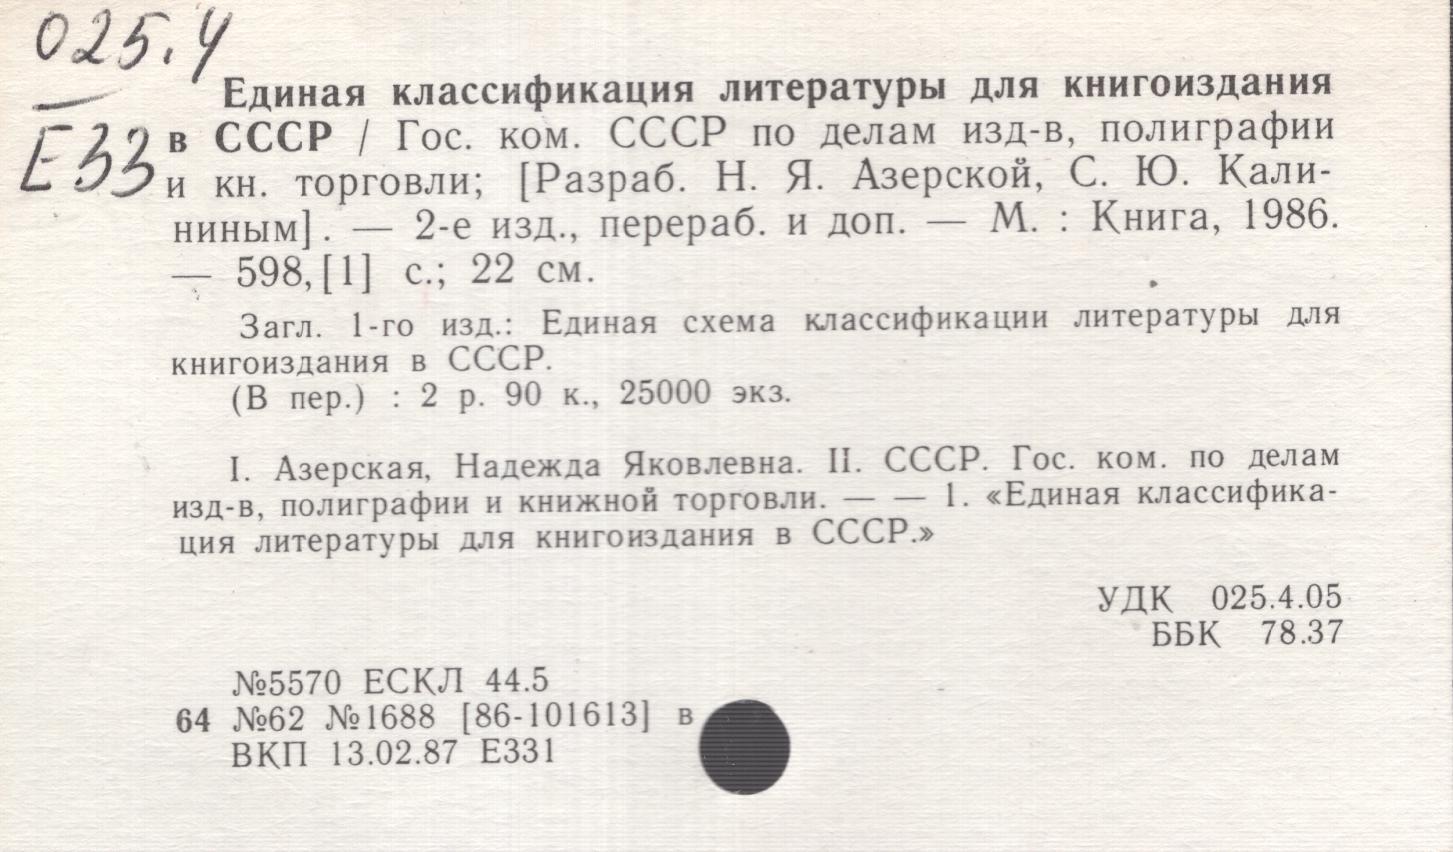 025.4
Е33
Единая классификация литературы для книгоиздания
в СССР / Гос. ком. СССР по делам изд-в, полиграфии
и кн. торговли; [Разраб. Н. Я. Азерской, С. Ю. Кали-
ниным]. — 2-е изд., перераб. и доп. — М. : Книга, 1986.
— 598,[1] с.; 22 см.
Загл. 1-го изд.: Единая схема классификации литературы для
книгоиздания в СССР.
(В пер.) : 2 р. 90 к., 25000 экз.
I. Азерская, Надежда Яковлевна. II. СССР. Гос. ком. по делам
изд-в, полиграфии и книжной торговли. — — 1. «Единая классифика-
ция литературы для книгоиздания в СССР.»
УДК 025.4.05
ББК 78.37
№5570 ЕСКЛ 44.5
64 №62 №1688 [86-101613] в
ВКП 13.02.87 Е331